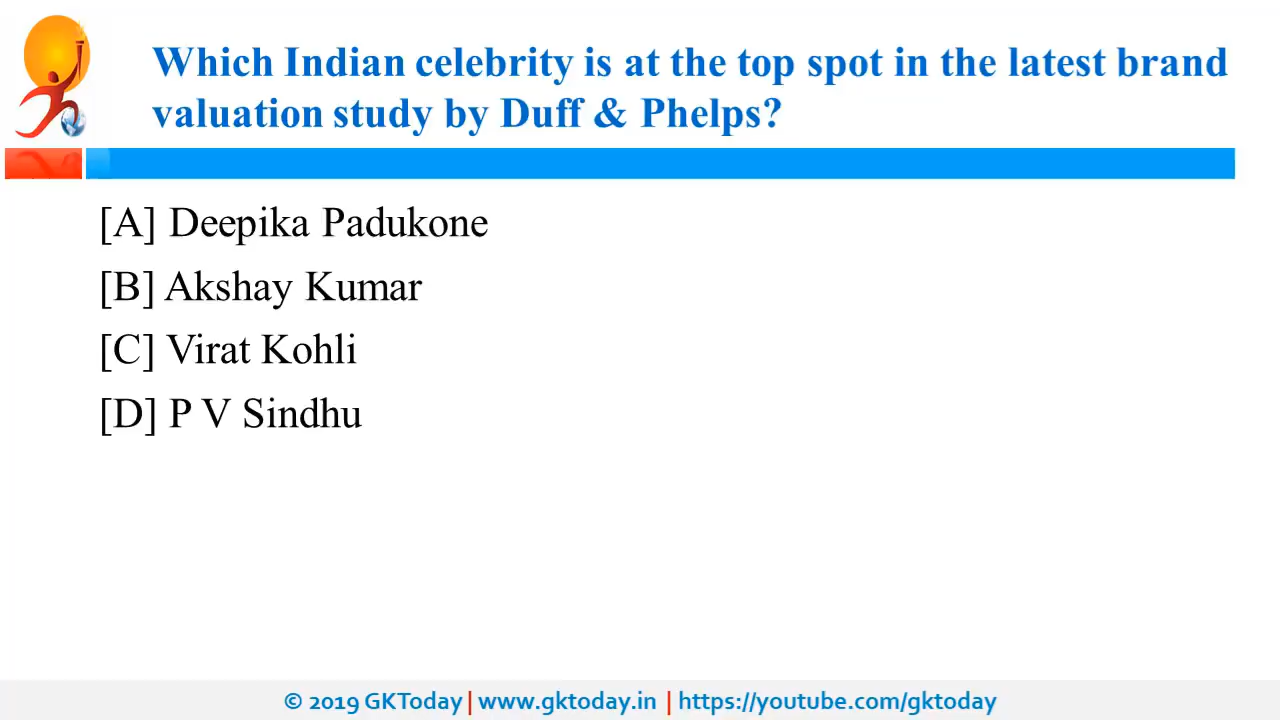 Which Indian celebrity is at the top spot in the latest brand
valuation study by Duff & Phelps?
[A] Deepika Padukone
[B] Akshay Kumar
[C] Virat Kohli
[D] P V Sindhu
© 2019 GKToday | www.gktoday.in | https://youtube.com/gktoday